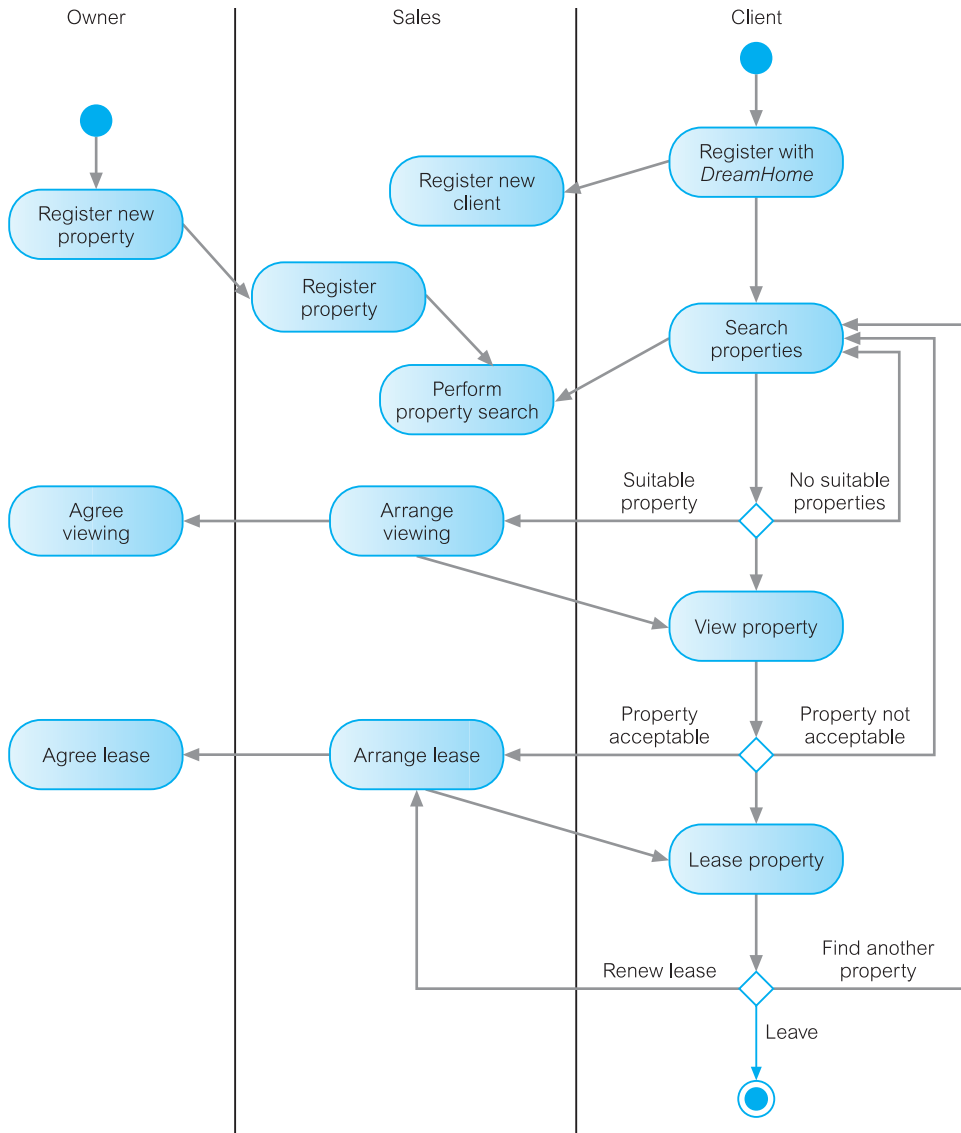 Owner
Sales
Client
Register with
DreamHome
Register new
client
Register new
property
Register
property
Search
properties
Perform
property search
Suitable
property
No suitable
properties
Agree
viewing
Arrange
viewing
View property
Property
acceptable
Property not
acceptable
Agree lease
Arrange lease
Lease property
Renew lease
Find another
property
Leave